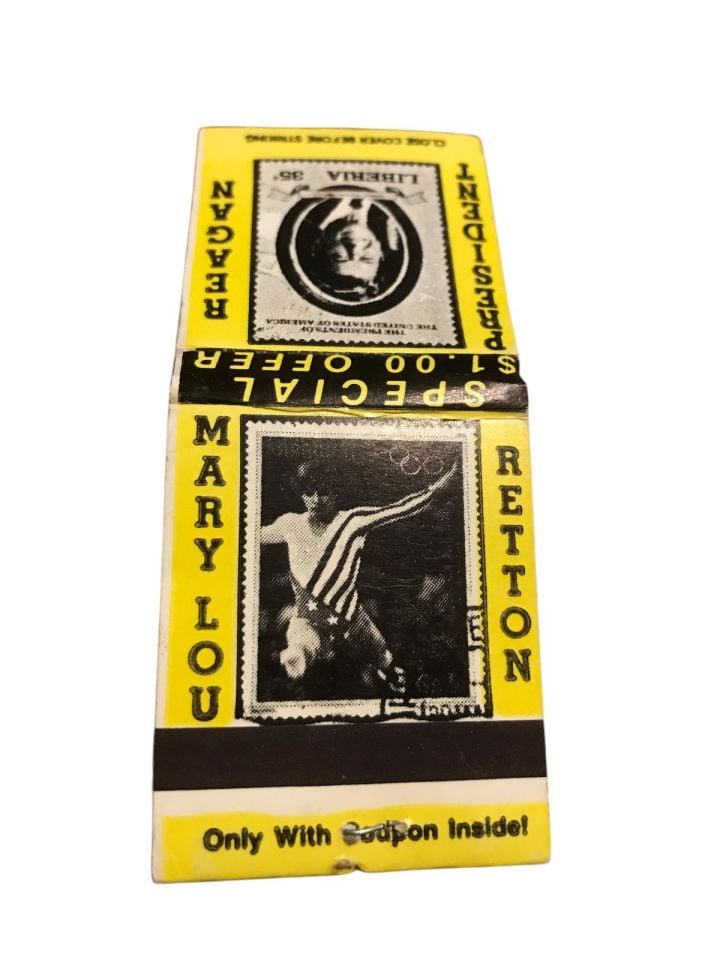 CLOSE COVER BEFORE STRIKING
PRESIDENT
REAGAN
LIBERIA 35¢
THE PRESIDENTS OF
THE UNITED STATES OF AMERICA
SPECIAL
$1.00 OFFER
MARY LOU
RETTON
Only With Coupon Inside!